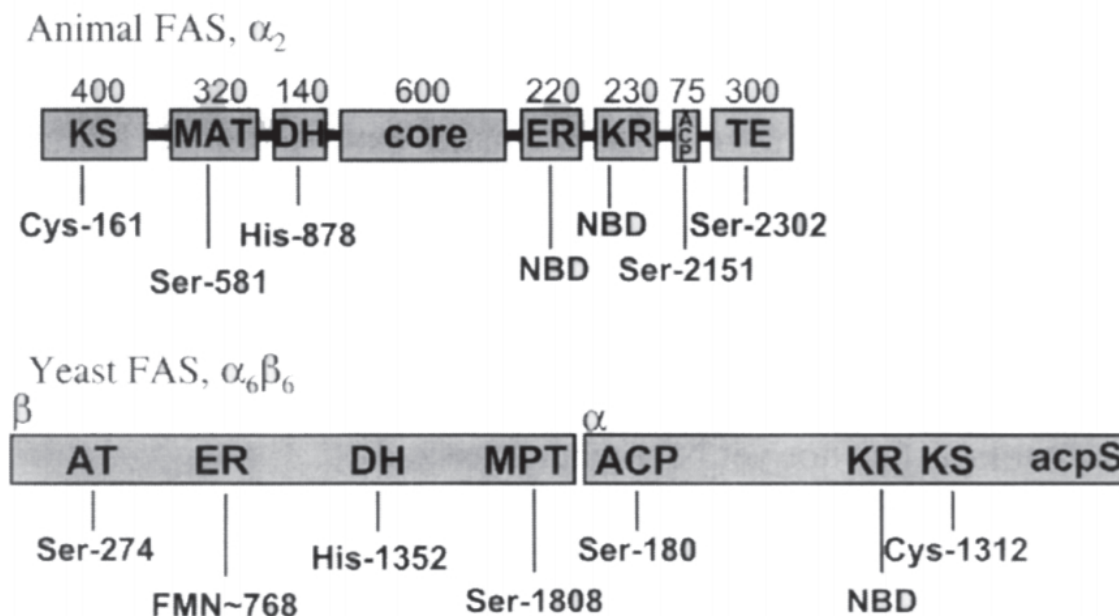 Animal FAS, α₂
400 320 140 600 220 230 75 300
KS MAT DH core ER KR ACP TE
Cys-161 Ser-581 His-878 NBD NBD Ser-2151 Ser-2302
Yeast FAS, α₆β₆
β α
AT ER DH MPT ACP KR KS acpS
Ser-274 FMN~768 His-1352 Ser-1808 Ser-180 NBD Cys-1312